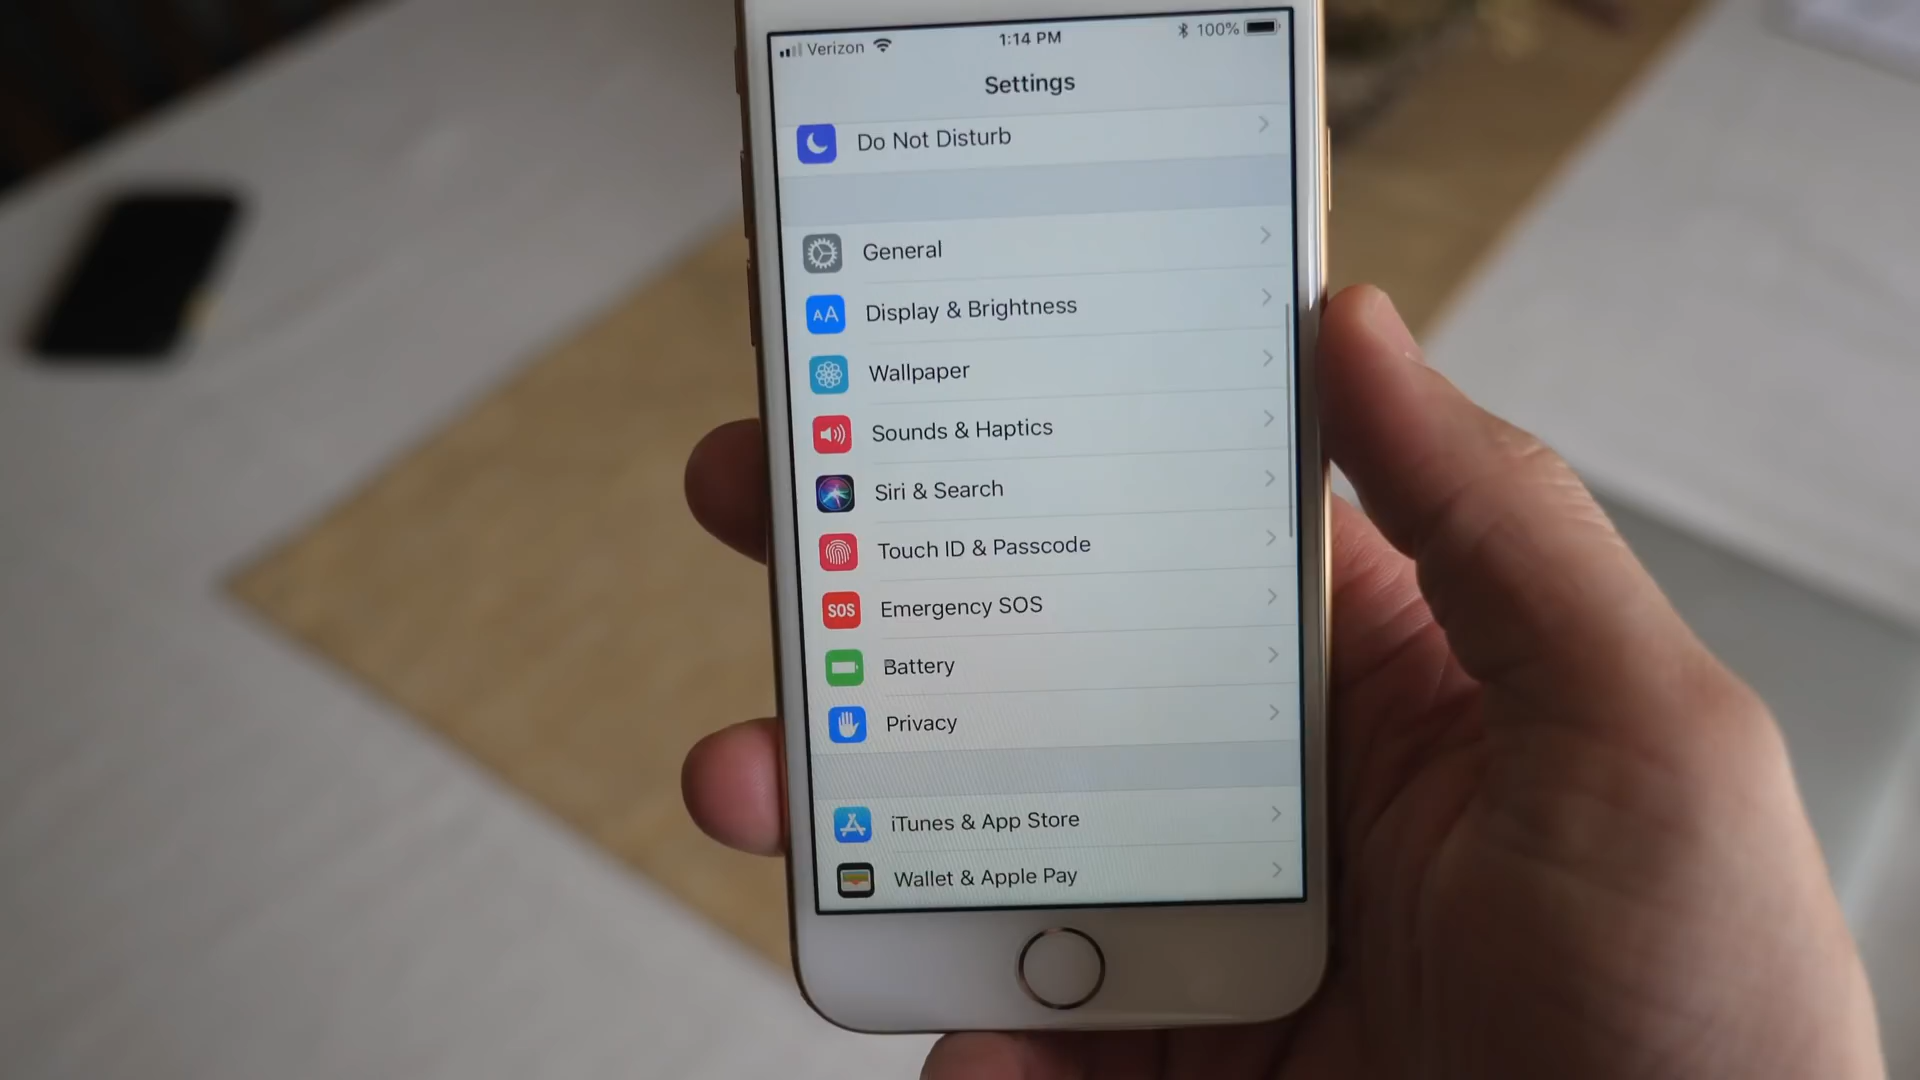 Verizon 1:14 PM 100%
Settings
Do Not Disturb
General
AA Display & Brightness
Wallpaper
Sounds & Haptics
Siri & Search
Touch ID & Passcode
SOS Emergency SOS
Battery
Privacy
iTunes & App Store
Wallet & Apple Pay